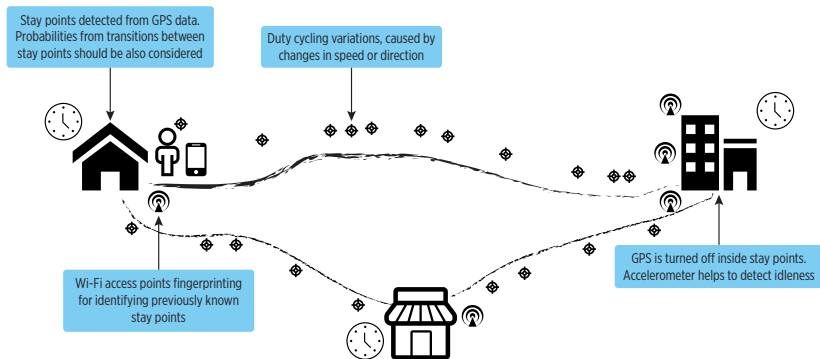 Stay points detected from GPS data.
Probabilities from transitions between
stay points should be also considered
Duty cycling variations, caused by
changes in speed or direction
Wi-Fi access points fingerprinting
for identifying previously known
stay points
GPS is turned off inside stay points.
Accelerometer helps to detect idleness